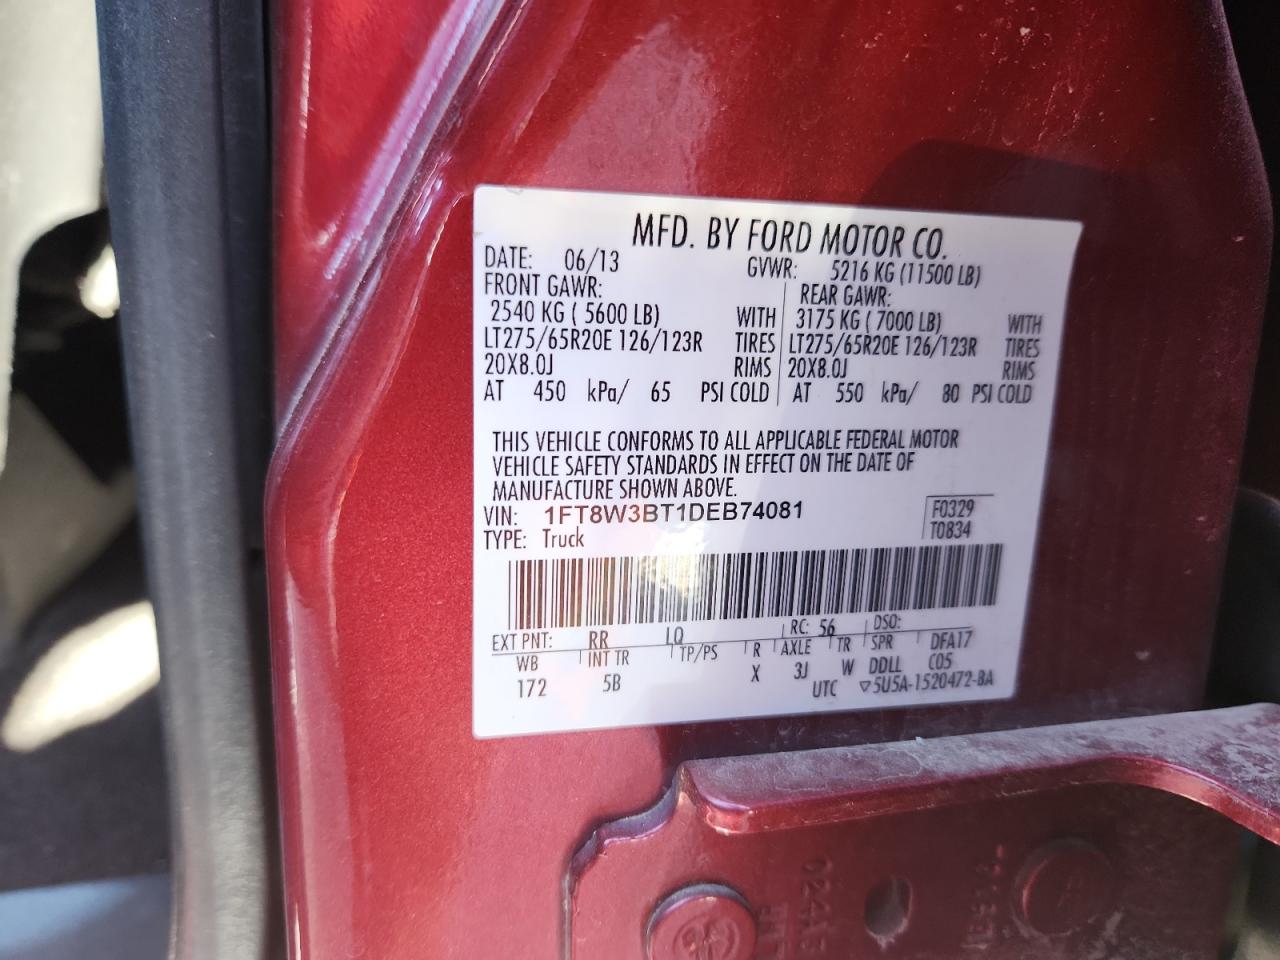 MFD. BY FORD MOTOR CO.
DATE: 06/13 GVWR: 5216 KG (11500 LB)
FRONT GAWR: REAR GAWR:
2540 KG ( 5600 LB) WITH 3175 KG ( 7000 LB) WITH
LT275/65R20E 126/123R TIRES LT275/65R20E 126/123R TIRES
20X8.0J RIMS 20X8.0J RIMS
AT 450 kPa/ 65 PSI COLD AT 550 kPa/ 80 PSI COLD
THIS VEHICLE CONFORMS TO ALL APPLICABLE FEDERAL MOTOR
VEHICLE SAFETY STANDARDS IN EFFECT ON THE DATE OF
MANUFACTURE SHOWN ABOVE.
VIN: 1FT8W3BT1DEB74081 F0329
TYPE: Truck T0834
EXT PNT: RR LQ RC: 56 DSO:
WB INT TR TP/PS R AXLE TR SPR DFA17
172 5B X 3J W DDLL C05
UTC ▽5U5A-1520472-BA